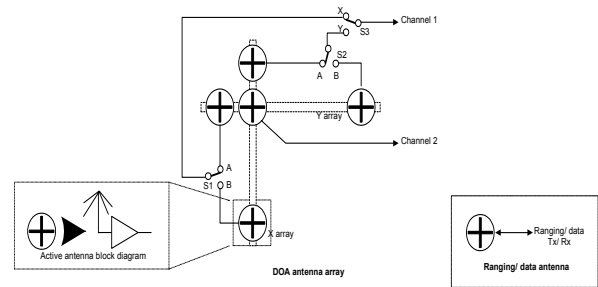 X
Channel 1
S3
Y
S2
A B
Y array
Channel 2
A
S1 B
X array
Active antenna block diagram
DOA antenna array
Ranging/ data
Tx/ Rx
Ranging/ data antenna